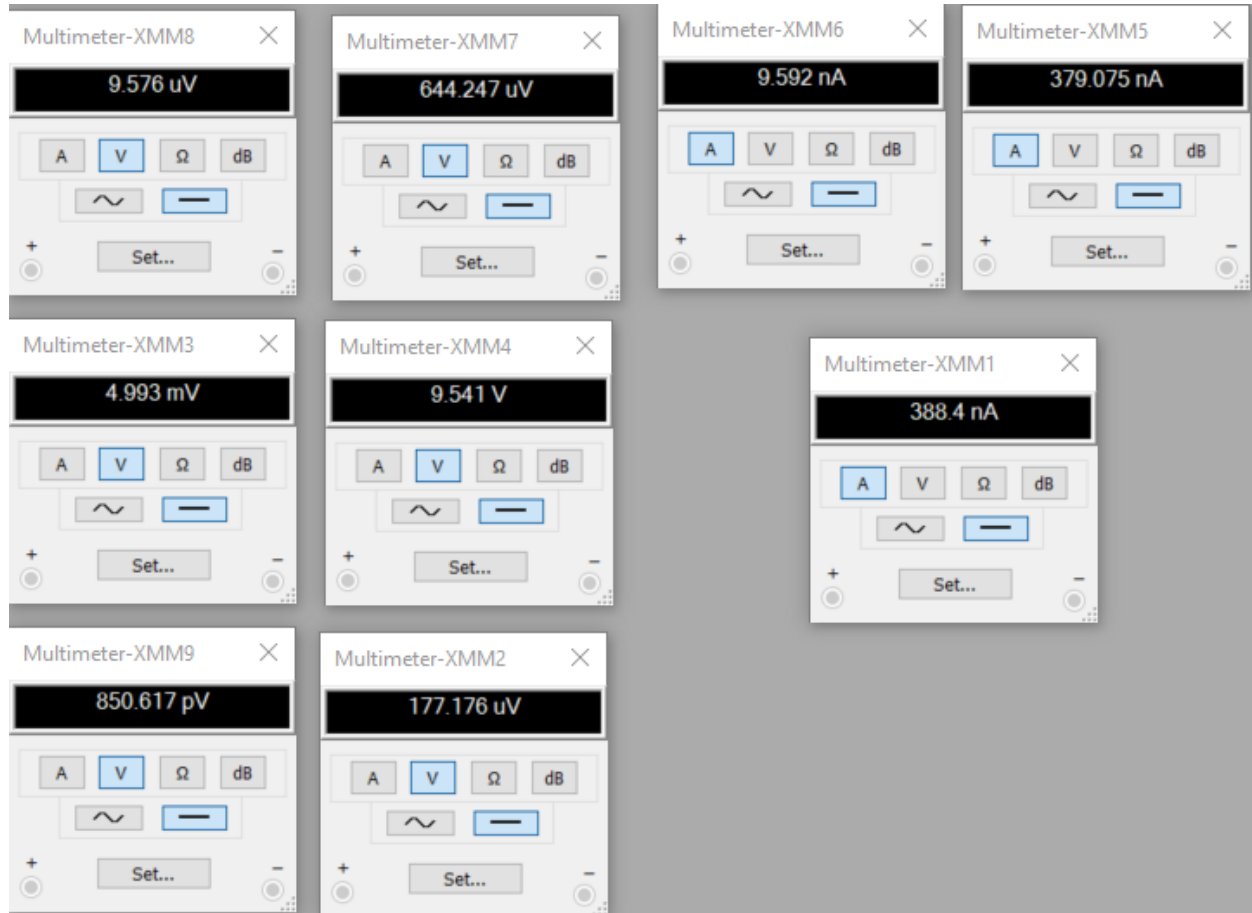 Multimeter-XMM8
9.576 uV
A V Ω dB
+ −
Set...
Multimeter-XMM7
644.247 uV
A V Ω dB
+ −
Set...
Multimeter-XMM6
9.592 nA
A V Ω dB
+ −
Set...
Multimeter-XMM5
379.075 nA
A V Ω dB
+ −
Set...
Multimeter-XMM3
4.993 mV
A V Ω dB
+ −
Set...
Multimeter-XMM4
9.541 V
A V Ω dB
+ −
Set...
Multimeter-XMM1
388.4 nA
A V Ω dB
+ −
Set...
Multimeter-XMM9
850.617 pV
A V Ω dB
+ −
Set...
Multimeter-XMM2
177.176 uV
A V Ω dB
+ −
Set...